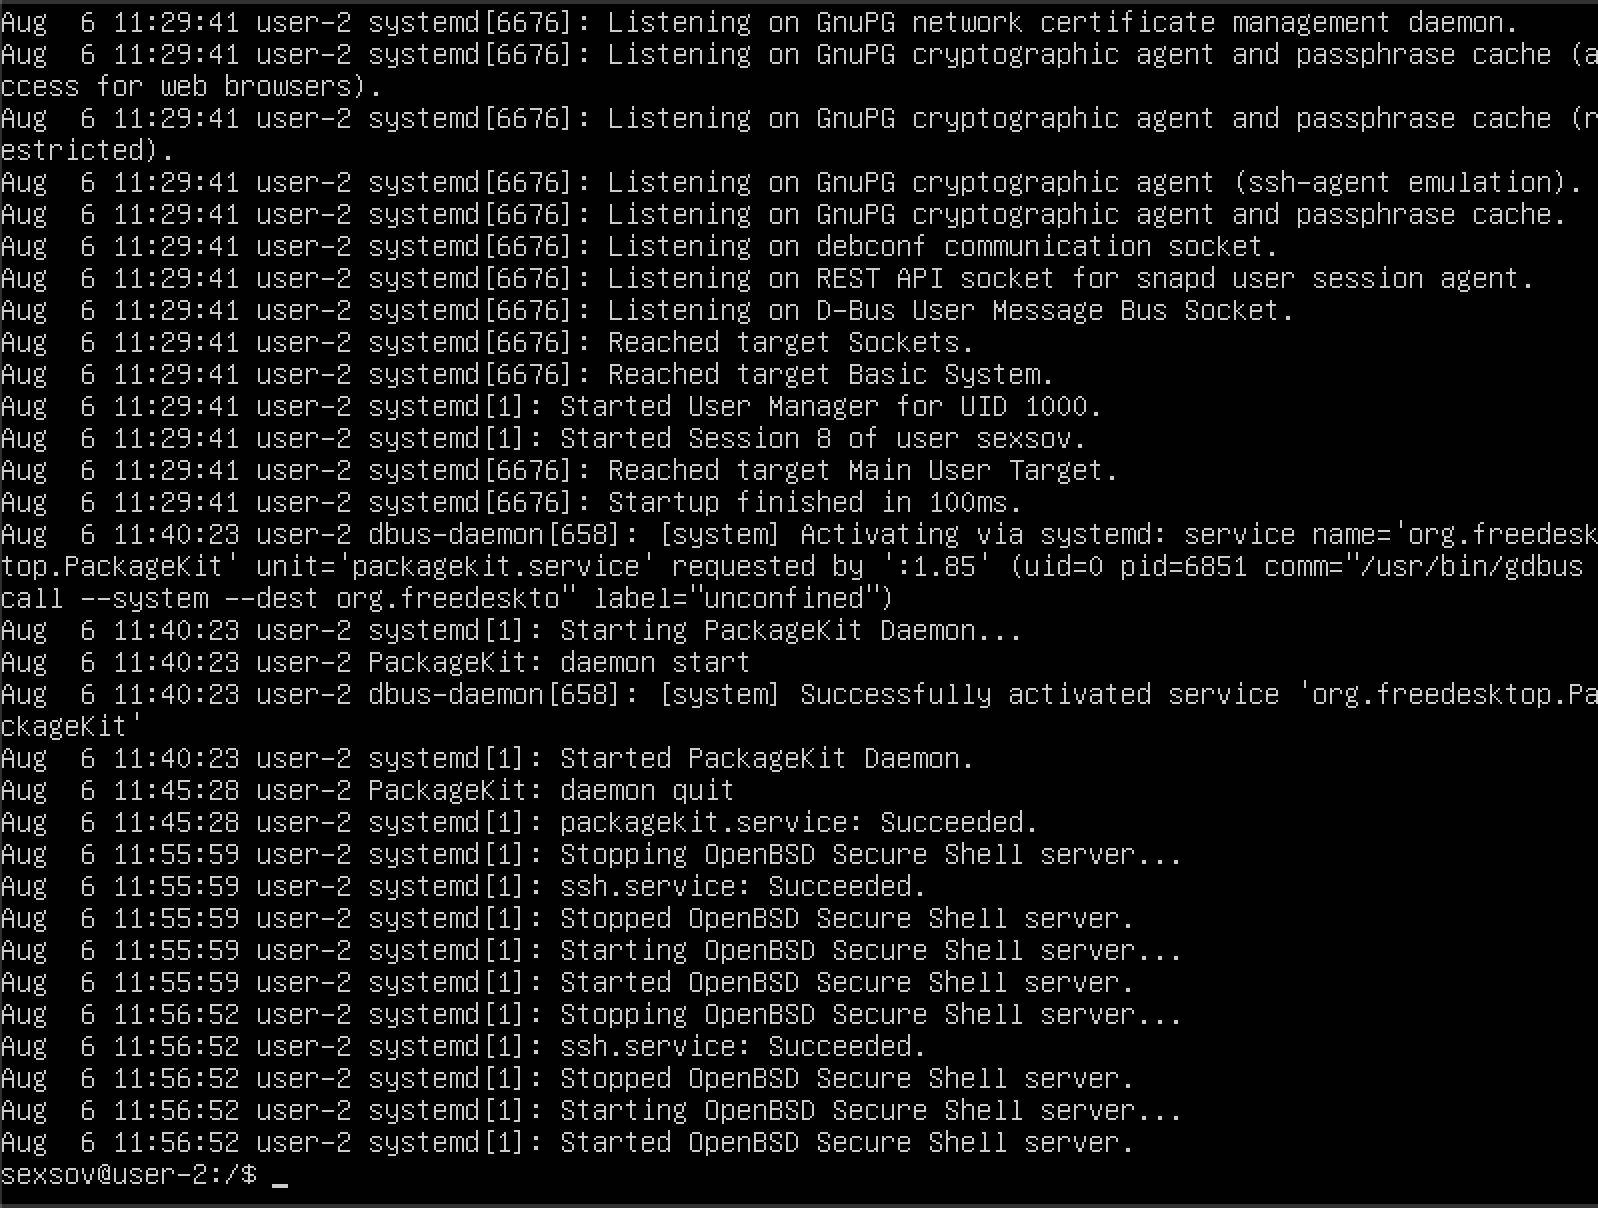 Aug  6 11:29:41 user-2 systemd[6676]: Listening on GnuPG network certificate management daemon.
Aug  6 11:29:41 user-2 systemd[6676]: Listening on GnuPG cryptographic agent and passphrase cache (a
ccess for web browsers).
Aug  6 11:29:41 user-2 systemd[6676]: Listening on GnuPG cryptographic agent and passphrase cache (r
estricted).
Aug  6 11:29:41 user-2 systemd[6676]: Listening on GnuPG cryptographic agent (ssh-agent emulation).
Aug  6 11:29:41 user-2 systemd[6676]: Listening on GnuPG cryptographic agent and passphrase cache.
Aug  6 11:29:41 user-2 systemd[6676]: Listening on debconf communication socket.
Aug  6 11:29:41 user-2 systemd[6676]: Listening on REST API socket for snapd user session agent.
Aug  6 11:29:41 user-2 systemd[6676]: Listening on D-Bus User Message Bus Socket.
Aug  6 11:29:41 user-2 systemd[6676]: Reached target Sockets.
Aug  6 11:29:41 user-2 systemd[6676]: Reached target Basic System.
Aug  6 11:29:41 user-2 systemd[1]: Started User Manager for UID 1000.
Aug  6 11:29:41 user-2 systemd[1]: Started Session 8 of user sexsov.
Aug  6 11:29:41 user-2 systemd[6676]: Reached target Main User Target.
Aug  6 11:29:41 user-2 systemd[6676]: Startup finished in 100ms.
Aug  6 11:40:23 user-2 dbus-daemon[658]: [system] Activating via systemd: service name='org.freedesk
top.PackageKit' unit='packagekit.service' requested by ':1.85' (uid=0 pid=6851 comm="/usr/bin/gdbus
call --system --dest org.freedeskto" label="unconfined")
Aug  6 11:40:23 user-2 systemd[1]: Starting PackageKit Daemon...
Aug  6 11:40:23 user-2 PackageKit: daemon start
Aug  6 11:40:23 user-2 dbus-daemon[658]: [system] Successfully activated service 'org.freedesktop.Pa
ckageKit'
Aug  6 11:40:23 user-2 systemd[1]: Started PackageKit Daemon.
Aug  6 11:45:28 user-2 PackageKit: daemon quit
Aug  6 11:45:28 user-2 systemd[1]: packagekit.service: Succeeded.
Aug  6 11:55:59 user-2 systemd[1]: Stopping OpenBSD Secure Shell server...
Aug  6 11:55:59 user-2 systemd[1]: ssh.service: Succeeded.
Aug  6 11:55:59 user-2 systemd[1]: Stopped OpenBSD Secure Shell server.
Aug  6 11:55:59 user-2 systemd[1]: Starting OpenBSD Secure Shell server...
Aug  6 11:55:59 user-2 systemd[1]: Started OpenBSD Secure Shell server.
Aug  6 11:56:52 user-2 systemd[1]: Stopping OpenBSD Secure Shell server...
Aug  6 11:56:52 user-2 systemd[1]: ssh.service: Succeeded.
Aug  6 11:56:52 user-2 systemd[1]: Stopped OpenBSD Secure Shell server.
Aug  6 11:56:52 user-2 systemd[1]: Starting OpenBSD Secure Shell server...
Aug  6 11:56:52 user-2 systemd[1]: Started OpenBSD Secure Shell server.
sexsov@user-2:/$ _